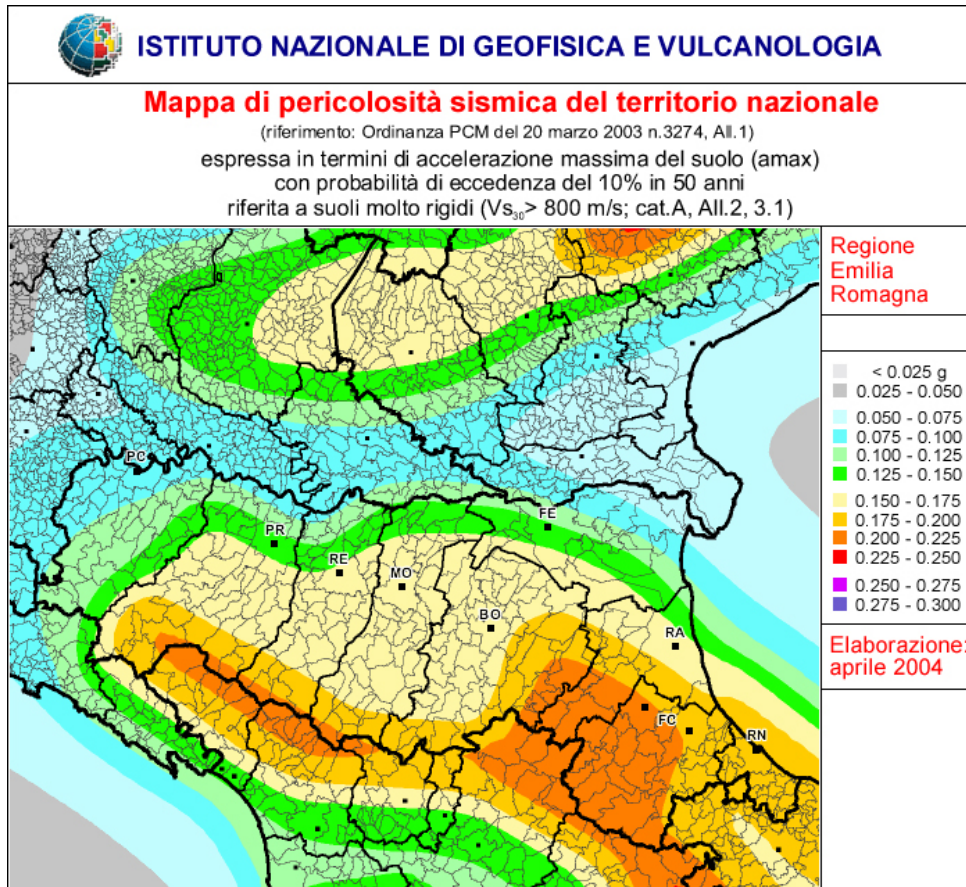 ISTITUTO NAZIONALE DI GEOFISICA E VULCANOLOGIA
Mappa di pericolosità sismica del territorio nazionale
(riferimento: Ordinanza PCM del 20 marzo 2003 n.3274, All.1)
espressa in termini di accelerazione massima del suolo (amax)
con probabilità di eccedenza del 10% in 50 anni
riferita a suoli molto rigidi (Vs30> 800 m/s; cat.A, All.2, 3.1)
Regione
Emilia
Romagna
< 0.025 g
0.025 - 0.050
0.050 - 0.075
0.075 - 0.100
0.100 - 0.125
0.125 - 0.150
0.150 - 0.175
0.175 - 0.200
0.200 - 0.225
0.225 - 0.250
0.250 - 0.275
0.275 - 0.300
Elaborazione:
aprile 2004
PC
PR
RE
MO
FE
BO
RA
FC
RN